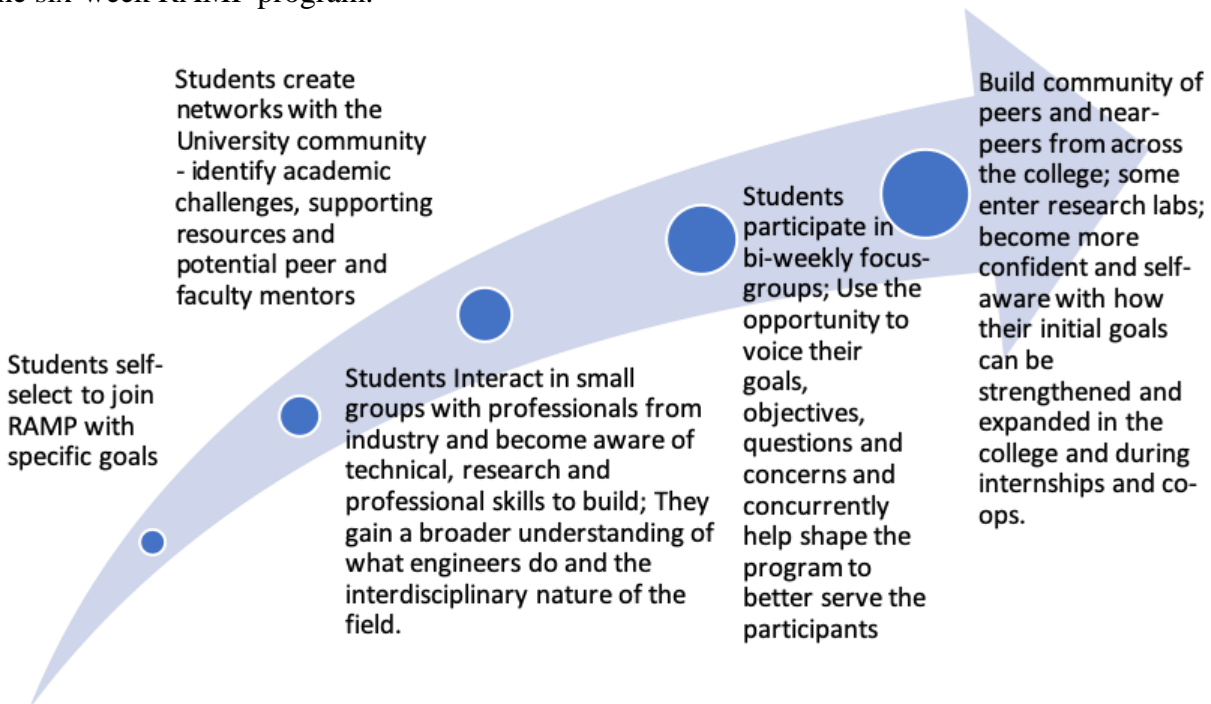 Students create
networks with the
University community
- identify academic
challenges, supporting
resources and
potential peer and
faculty mentors
Students self-
select to join
RAMP with
specific goals
Students Interact in small
groups with professionals from
industry and become aware of
technical, research and
professional skills to build; They
gain a broader understanding of
what engineers do and the
interdisciplinary nature of the
field.
Students
participate in
bi-weekly focus-
groups; Use the
opportunity to
voice their
goals,
objectives,
questions and
concerns and
concurrently
help shape the
program to
better serve the
participants
Build community of
peers and near-
peers from across
the college; some
enter research labs;
become more
confident and self-
aware with how
their initial goals
can be
strengthened and
expanded in the
college and during
internships and co-
ops.